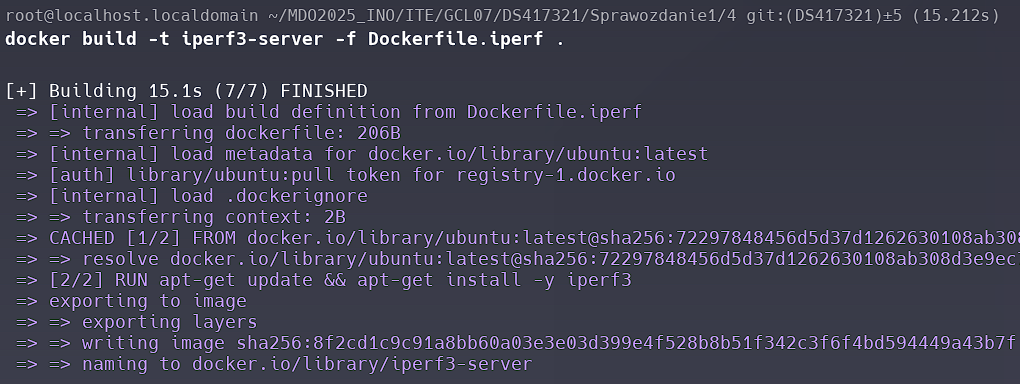 root@localhost.localdomain ~/MDO2025_INO/ITE/GCL07/DS417321/Sprawozdanie1/4 git:(DS417321)±5 (15.212s)
docker build -t iperf3-server -f Dockerfile.iperf .
[+] Building 15.1s (7/7) FINISHED
=> [internal] load build definition from Dockerfile.iperf
=> => transferring dockerfile: 206B
=> [internal] load metadata for docker.io/library/ubuntu:latest
=> [auth] library/ubuntu:pull token for registry-1.docker.io
=> [internal] load .dockerignore
=> => transferring context: 2B
=> CACHED [1/2] FROM docker.io/library/ubuntu:latest@sha256:72297848456d5d37d1262630108ab308
=> => resolve docker.io/library/ubuntu:latest@sha256:72297848456d5d37d1262630108ab308d3e9ec7
=> [2/2] RUN apt-get update && apt-get install -y iperf3
=> exporting to image
=> => exporting layers
=> => writing image sha256:8f2cd1c9c91a8bb60a03e3e03d399e4f528b8b51f342c3f6f4bd594449a43b7f
=> => naming to docker.io/library/iperf3-server